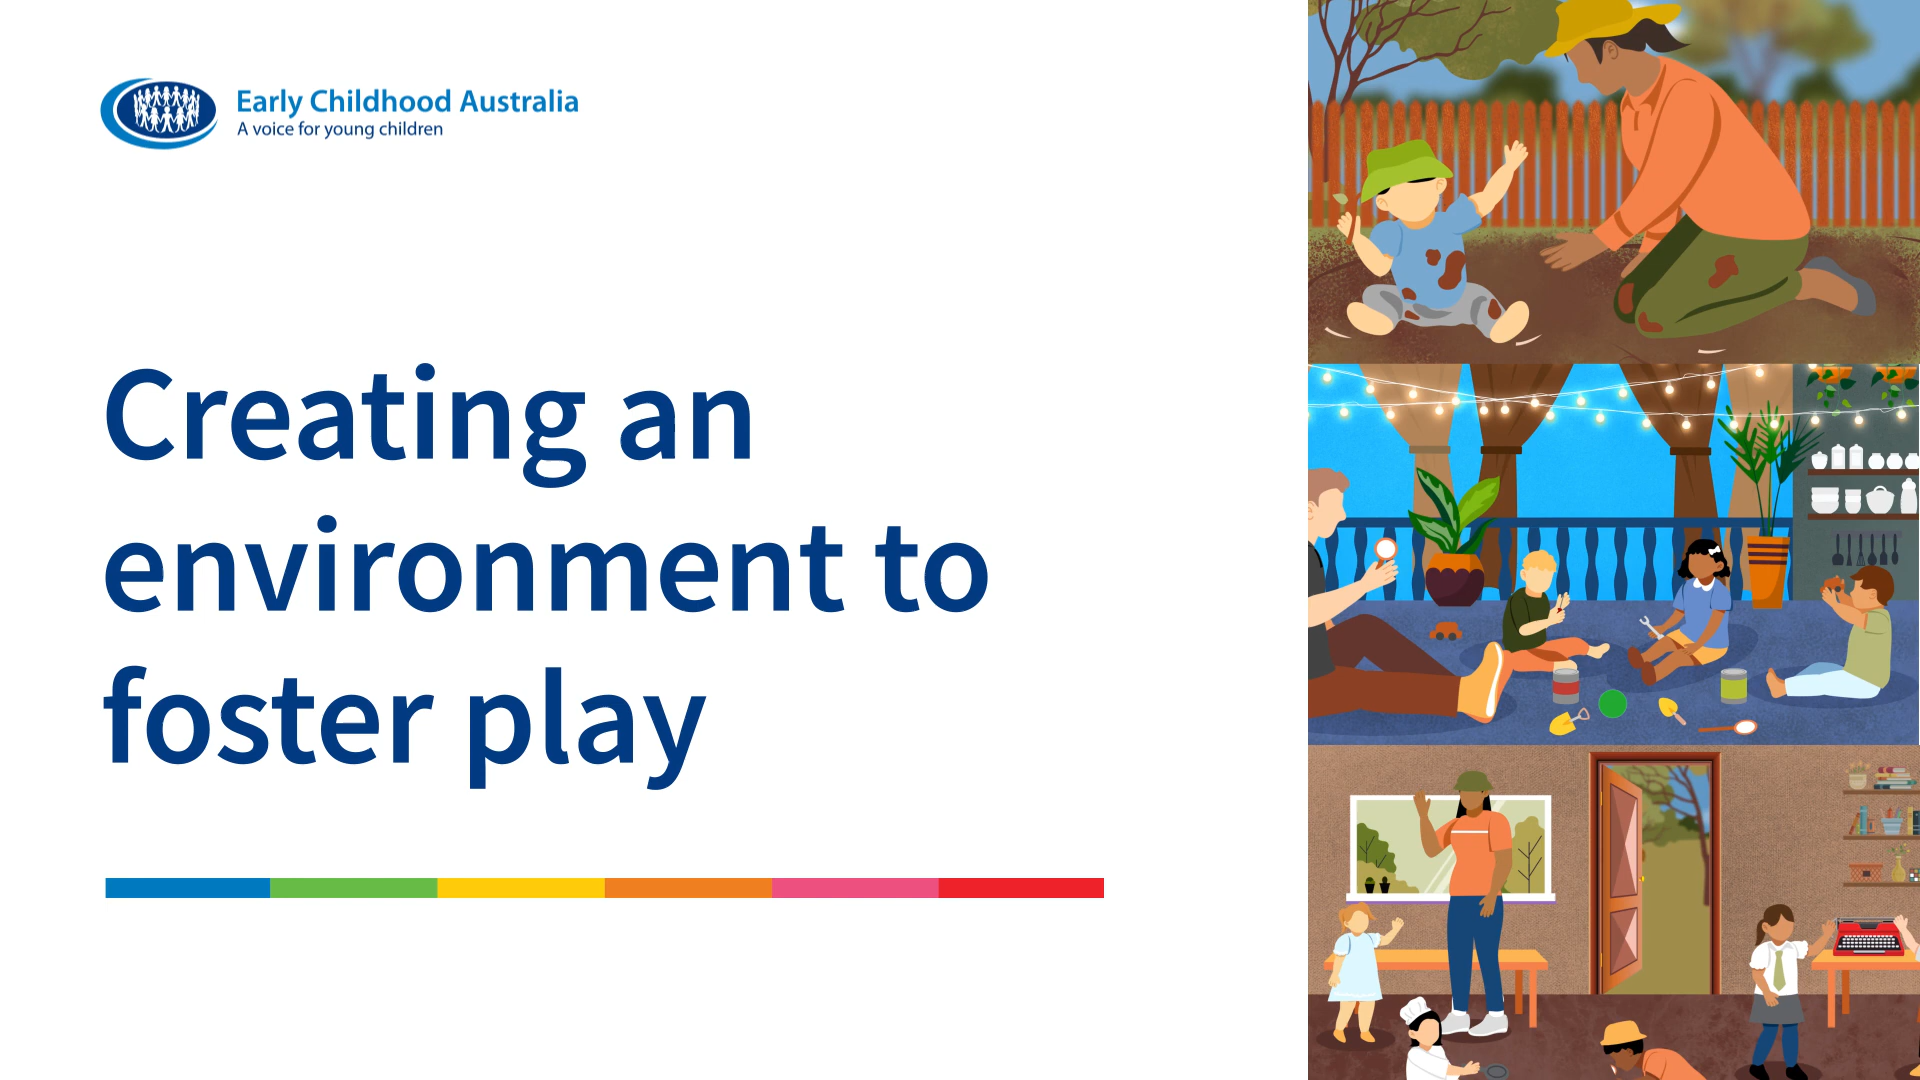 Early Childhood Australia
A voice for young children
Creating an
environment to
foster play